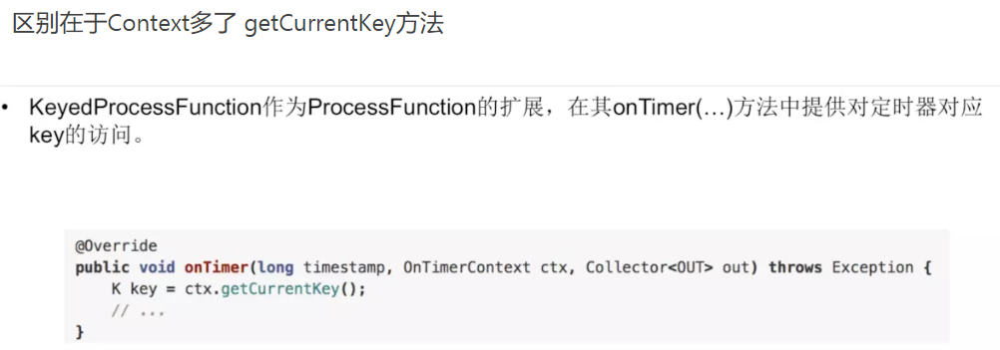 区别在于Context多了 getCurrentKey方法
• KeyedProcessFunction作为ProcessFunction的扩展，在其onTimer(…)方法中提供对定时器对应
key的访问。
@Override
public void onTimer(long timestamp, OnTimerContext ctx, Collector<OUT> out) throws Exception {
    K key = ctx.getCurrentKey();
    // ...
}